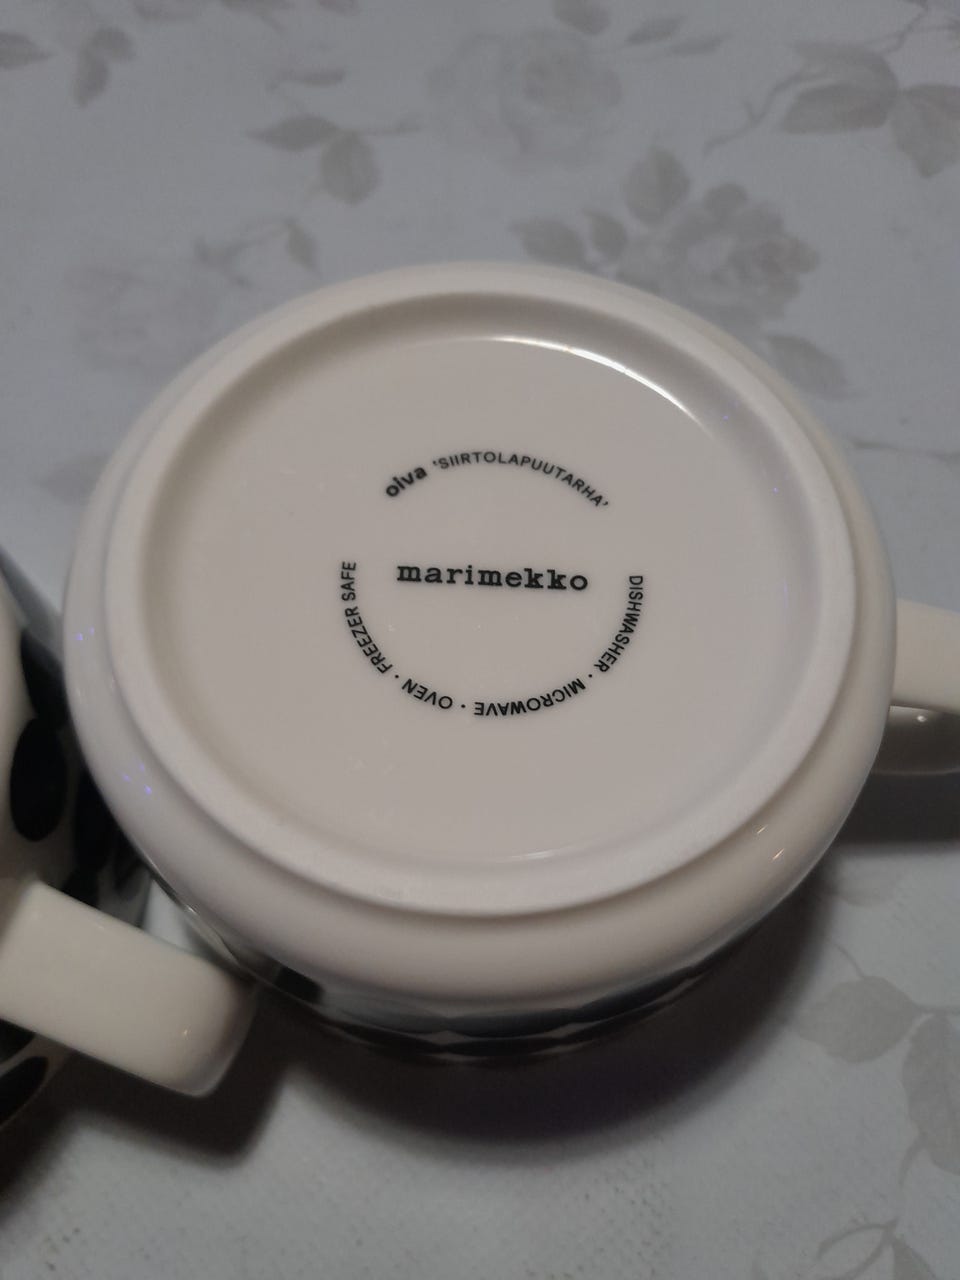 oiva 'SIIRTOLAPUUTARHA'
marimekko
DISHWASHER · MICROWAVE · OVEN · FREEZER SAFE